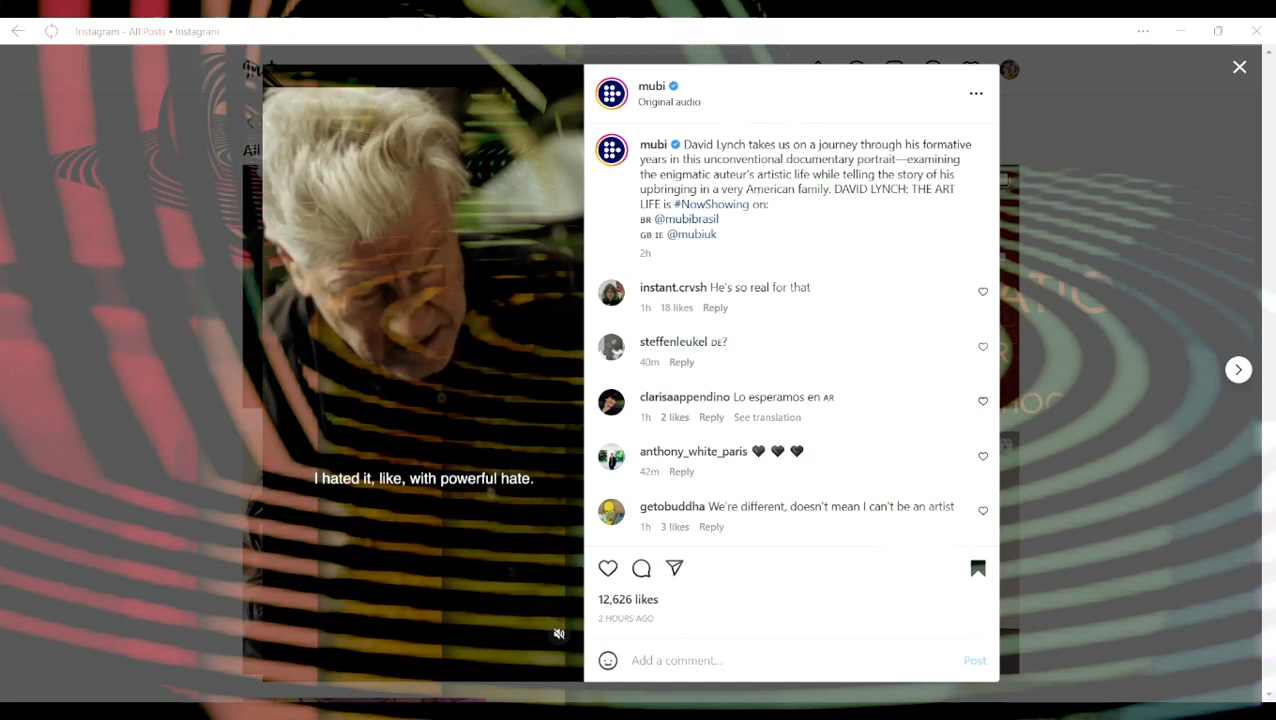 Instagram - All Posts • Instagram
mubi
Original audio
mubi David Lynch takes us on a journey through his formative
years in this unconventional documentary portrait—examining
the enigmatic auteur's artistic life while telling the story of his
upbringing in a very American family. DAVID LYNCH: THE ART
LIFE is #NowShowing on:
BR @mubibrasil
GB IE @mubiuk
2h
instant.crvsh He's so real for that
1h 18 likes Reply
steffenleukel DE?
40m Reply
clarisaappendino Lo esperamos en AR
1h 2 likes Reply See translation
anthony_white_paris 🖤 🖤 🖤
42m Reply
getobuddha We're different, doesn't mean I can't be an artist
1h 3 likes Reply
I hated it, like, with powerful hate.
12,626 likes
2 HOURS AGO
Add a comment...
Post
All